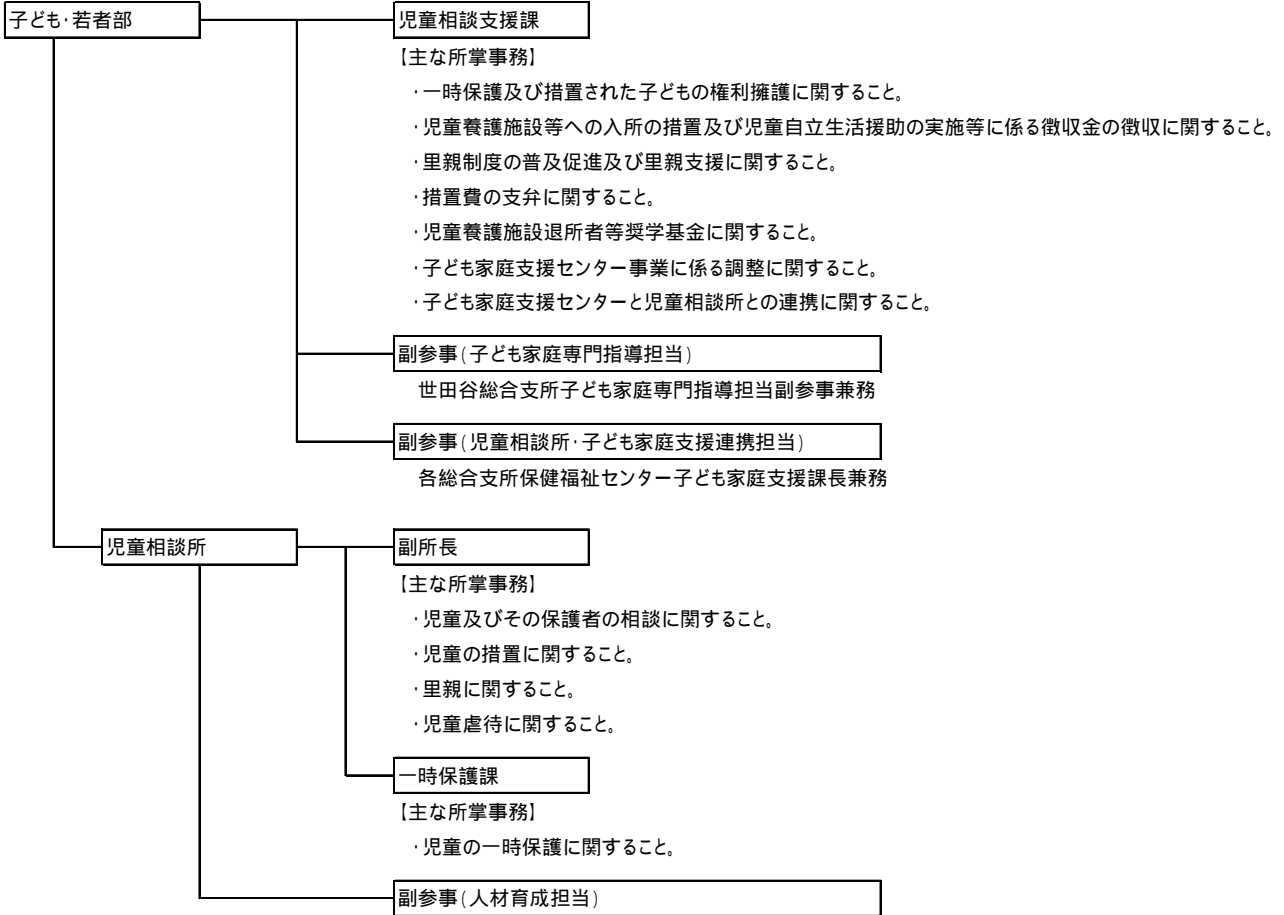 子ども・若者部
児童相談支援課
【主な所掌事務】
・一時保護及び措置された子どもの権利擁護に関すること。
・児童養護施設等への入所の措置及び児童自立生活援助の実施等に係る徴収金の徴収に関すること。
・里親制度の普及促進及び里親支援に関すること。
・措置費の支弁に関すること。
・児童養護施設退所者等奨学基金に関すること。
・子ども家庭支援センター事業に係る調整に関すること。
・子ども家庭支援センターと児童相談所との連携に関すること。
副参事(子ども家庭専門指導担当)
世田谷総合支所子ども家庭専門指導担当副参事兼務
副参事(児童相談所・子ども家庭支援連携担当)
各総合支所保健福祉センター子ども家庭支援課長兼務
児童相談所
副所長
【主な所掌事務】
・児童及びその保護者の相談に関すること。
・児童の措置に関すること。
・里親に関すること。
・児童虐待に関すること。
一時保護課
【主な所掌事務】
・児童の一時保護に関すること。
副参事(人材育成担当)